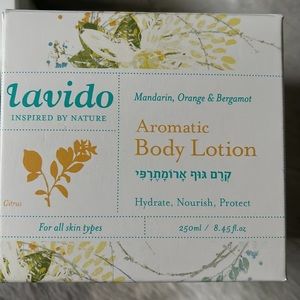 lavido
INSPIRED BY NATURE
Citrus
For all skin types
Mandarin, Orange & Bergamot
Aromatic
Body Lotion
קרם גוף ארומתרפי
Hydrate, Nourish, Protect
250ml / 8.45 fl.oz